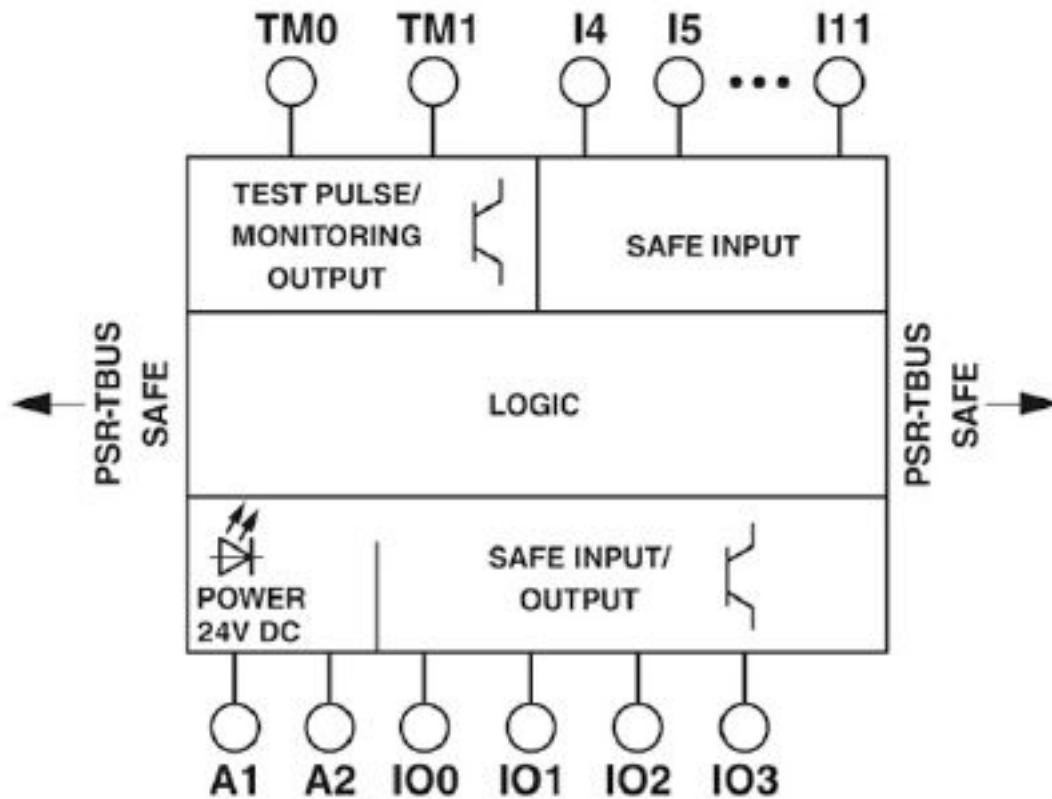 TM0 TM1 I4 I5 ••• I11
TEST PULSE/
MONITORING
OUTPUT
SAFE INPUT
PSR-TBUS
SAFE
LOGIC
PSR-TBUS
SAFE
POWER
24V DC
SAFE INPUT/
OUTPUT
A1 A2 IO0 IO1 IO2 IO3